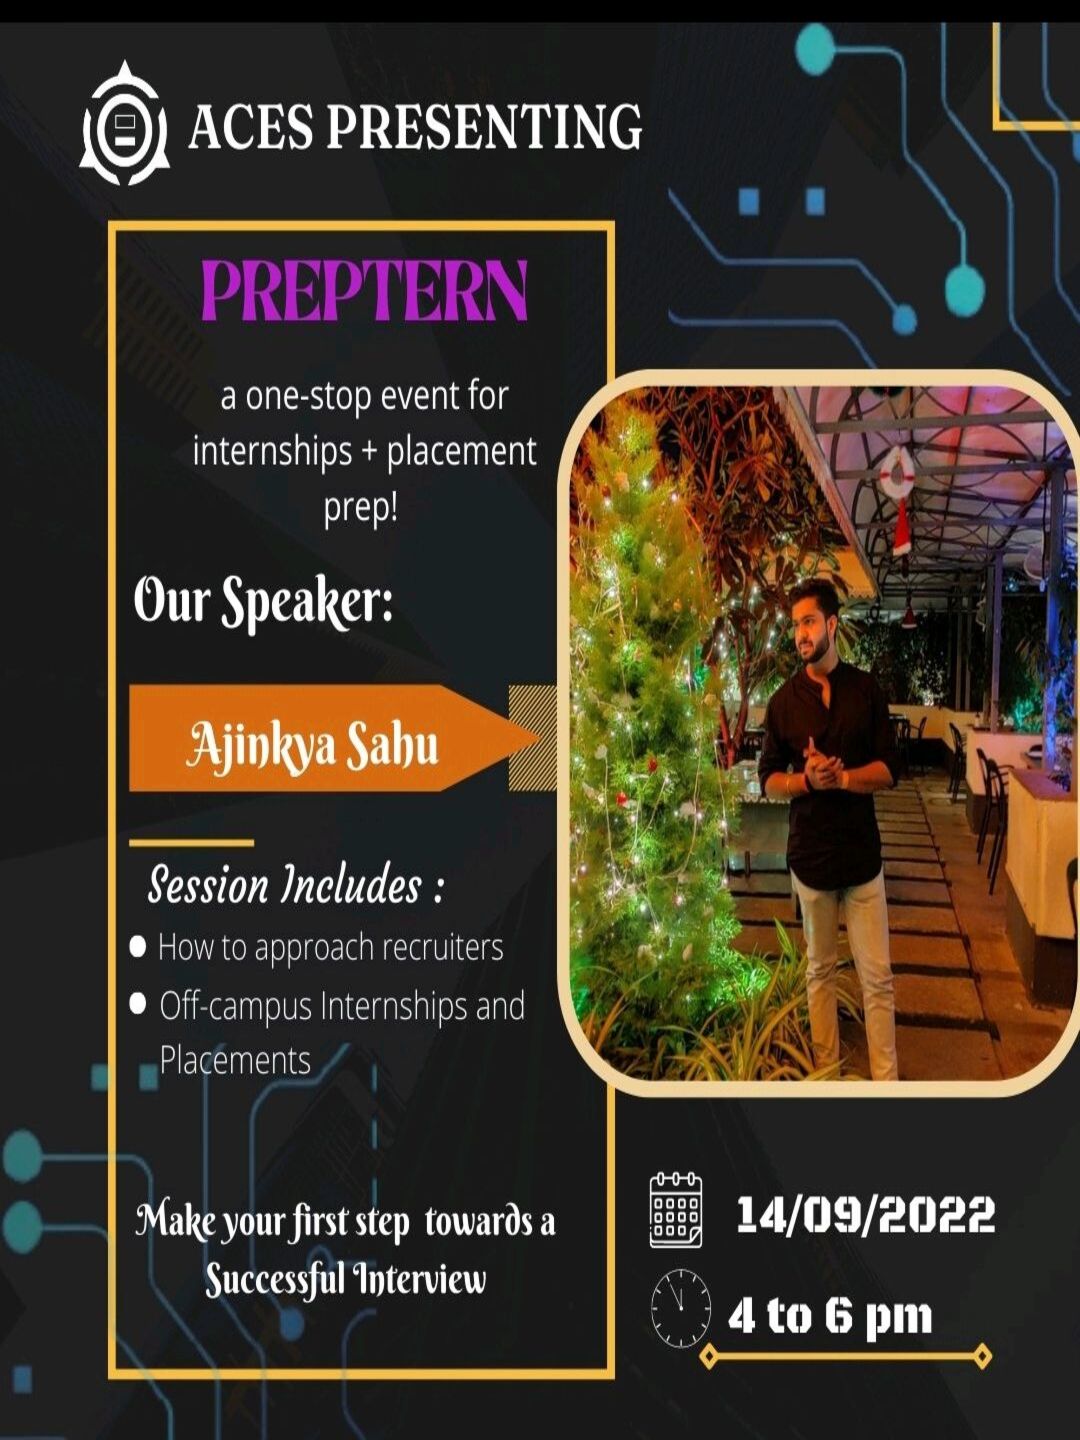 ACES PRESENTING
PREPTERN
a one-stop event for
internships + placement
prep!
Our Speaker:
Ajinkya Sahu
Session Includes :
How to approach recruiters
Off-campus Internships and
Placements
Make your first step towards a
Successful Interview
14/09/2022
4 to 6 pm